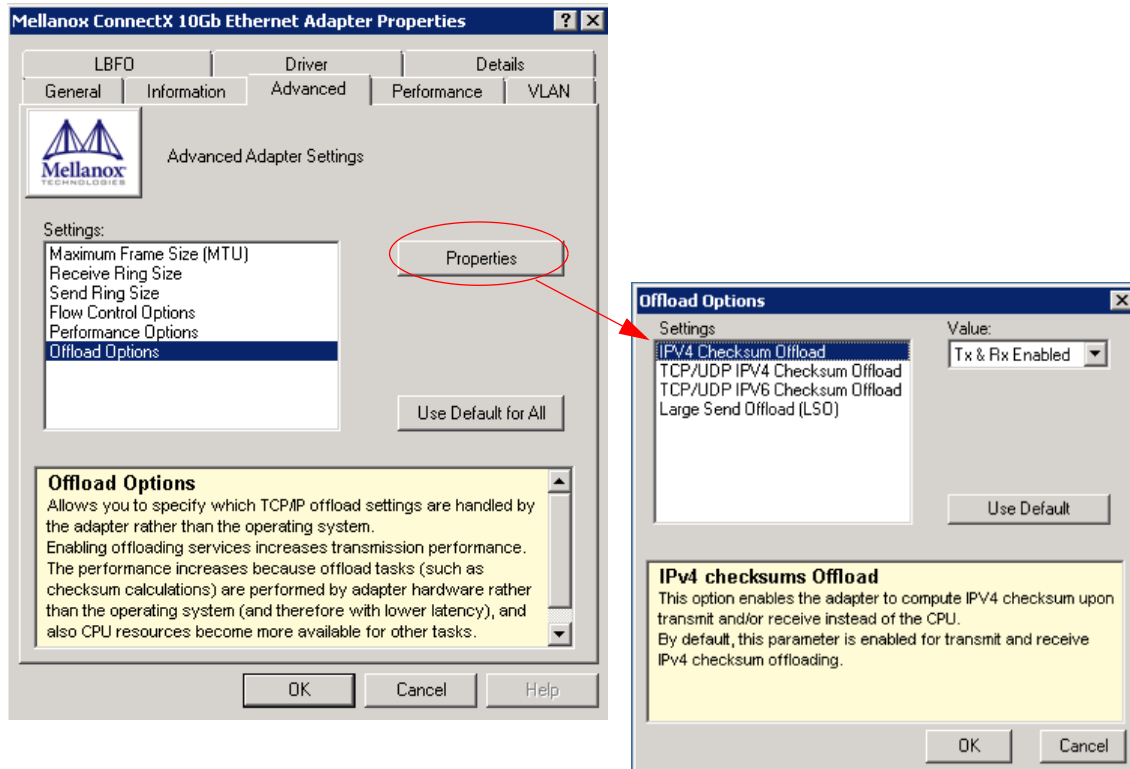 Mellanox ConnectX 10Gb Ethernet Adapter Properties
LBFO
Driver
Details
General
Information
Advanced
Performance
VLAN
Mellanox
TECHNOLOGIES
Advanced Adapter Settings
Settings:
Maximum Frame Size (MTU)
Receive Ring Size
Send Ring Size
Flow Control Options
Performance Options
Offload Options
Properties
Use Default for All
Offload Options
Allows you to specify which TCP/IP offload settings are handled by
the adapter rather than the operating system.
Enabling offloading services increases transmission performance.
The performance increases because offload tasks (such as
checksum calculations) are performed by adapter hardware rather
than the operating system (and therefore with lower latency), and
also CPU resources become more available for other tasks.
OK
Cancel
Help
Offload Options
Settings
Value:
IPV4 Checksum Offload
TCP/UDP IPV4 Checksum Offload
TCP/UDP IPV6 Checksum Offload
Large Send Offload (LSO)
Tx & Rx Enabled
Use Default
IPv4 checksums Offload
This option enables the adapter to compute IPV4 checksum upon
transmit and/or receive instead of the CPU.
By default, this parameter is enabled for transmit and receive
IPv4 checksum offloading.
OK
Cancel